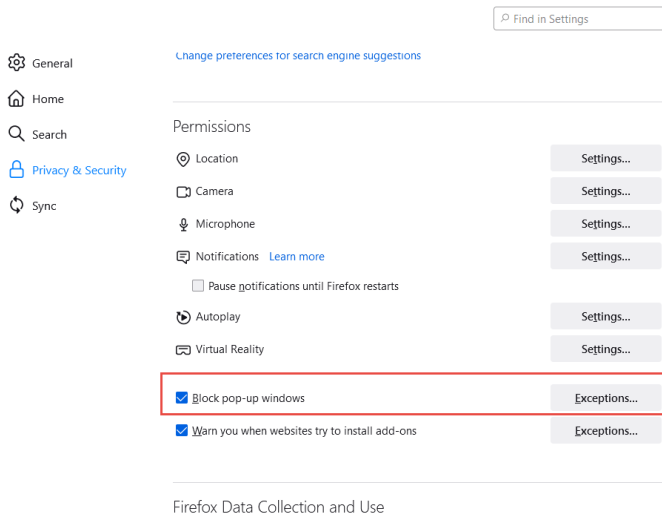 Find in Settings
Change preferences for search engine suggestions
General
Home
Search
Privacy & Security
Sync
Permissions
Location Settings...
Camera Settings...
Microphone Settings...
Notifications Learn more Settings...
Pause notifications until Firefox restarts
Autoplay Settings...
Virtual Reality Settings...
Block pop-up windows Exceptions...
Warn you when websites try to install add-ons Exceptions...
Firefox Data Collection and Use